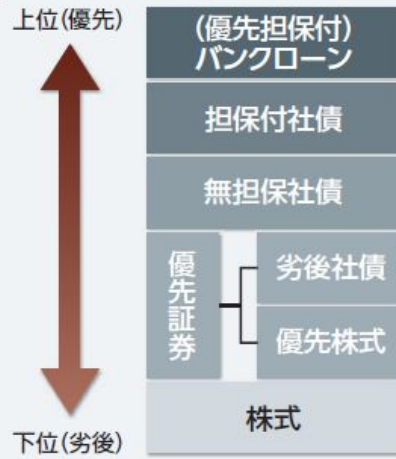 上位(優先)
(優先担保付)
バンクローン
担保付社債
無担保社債
優先証券
劣後社債
優先株式
株式
下位(劣後)